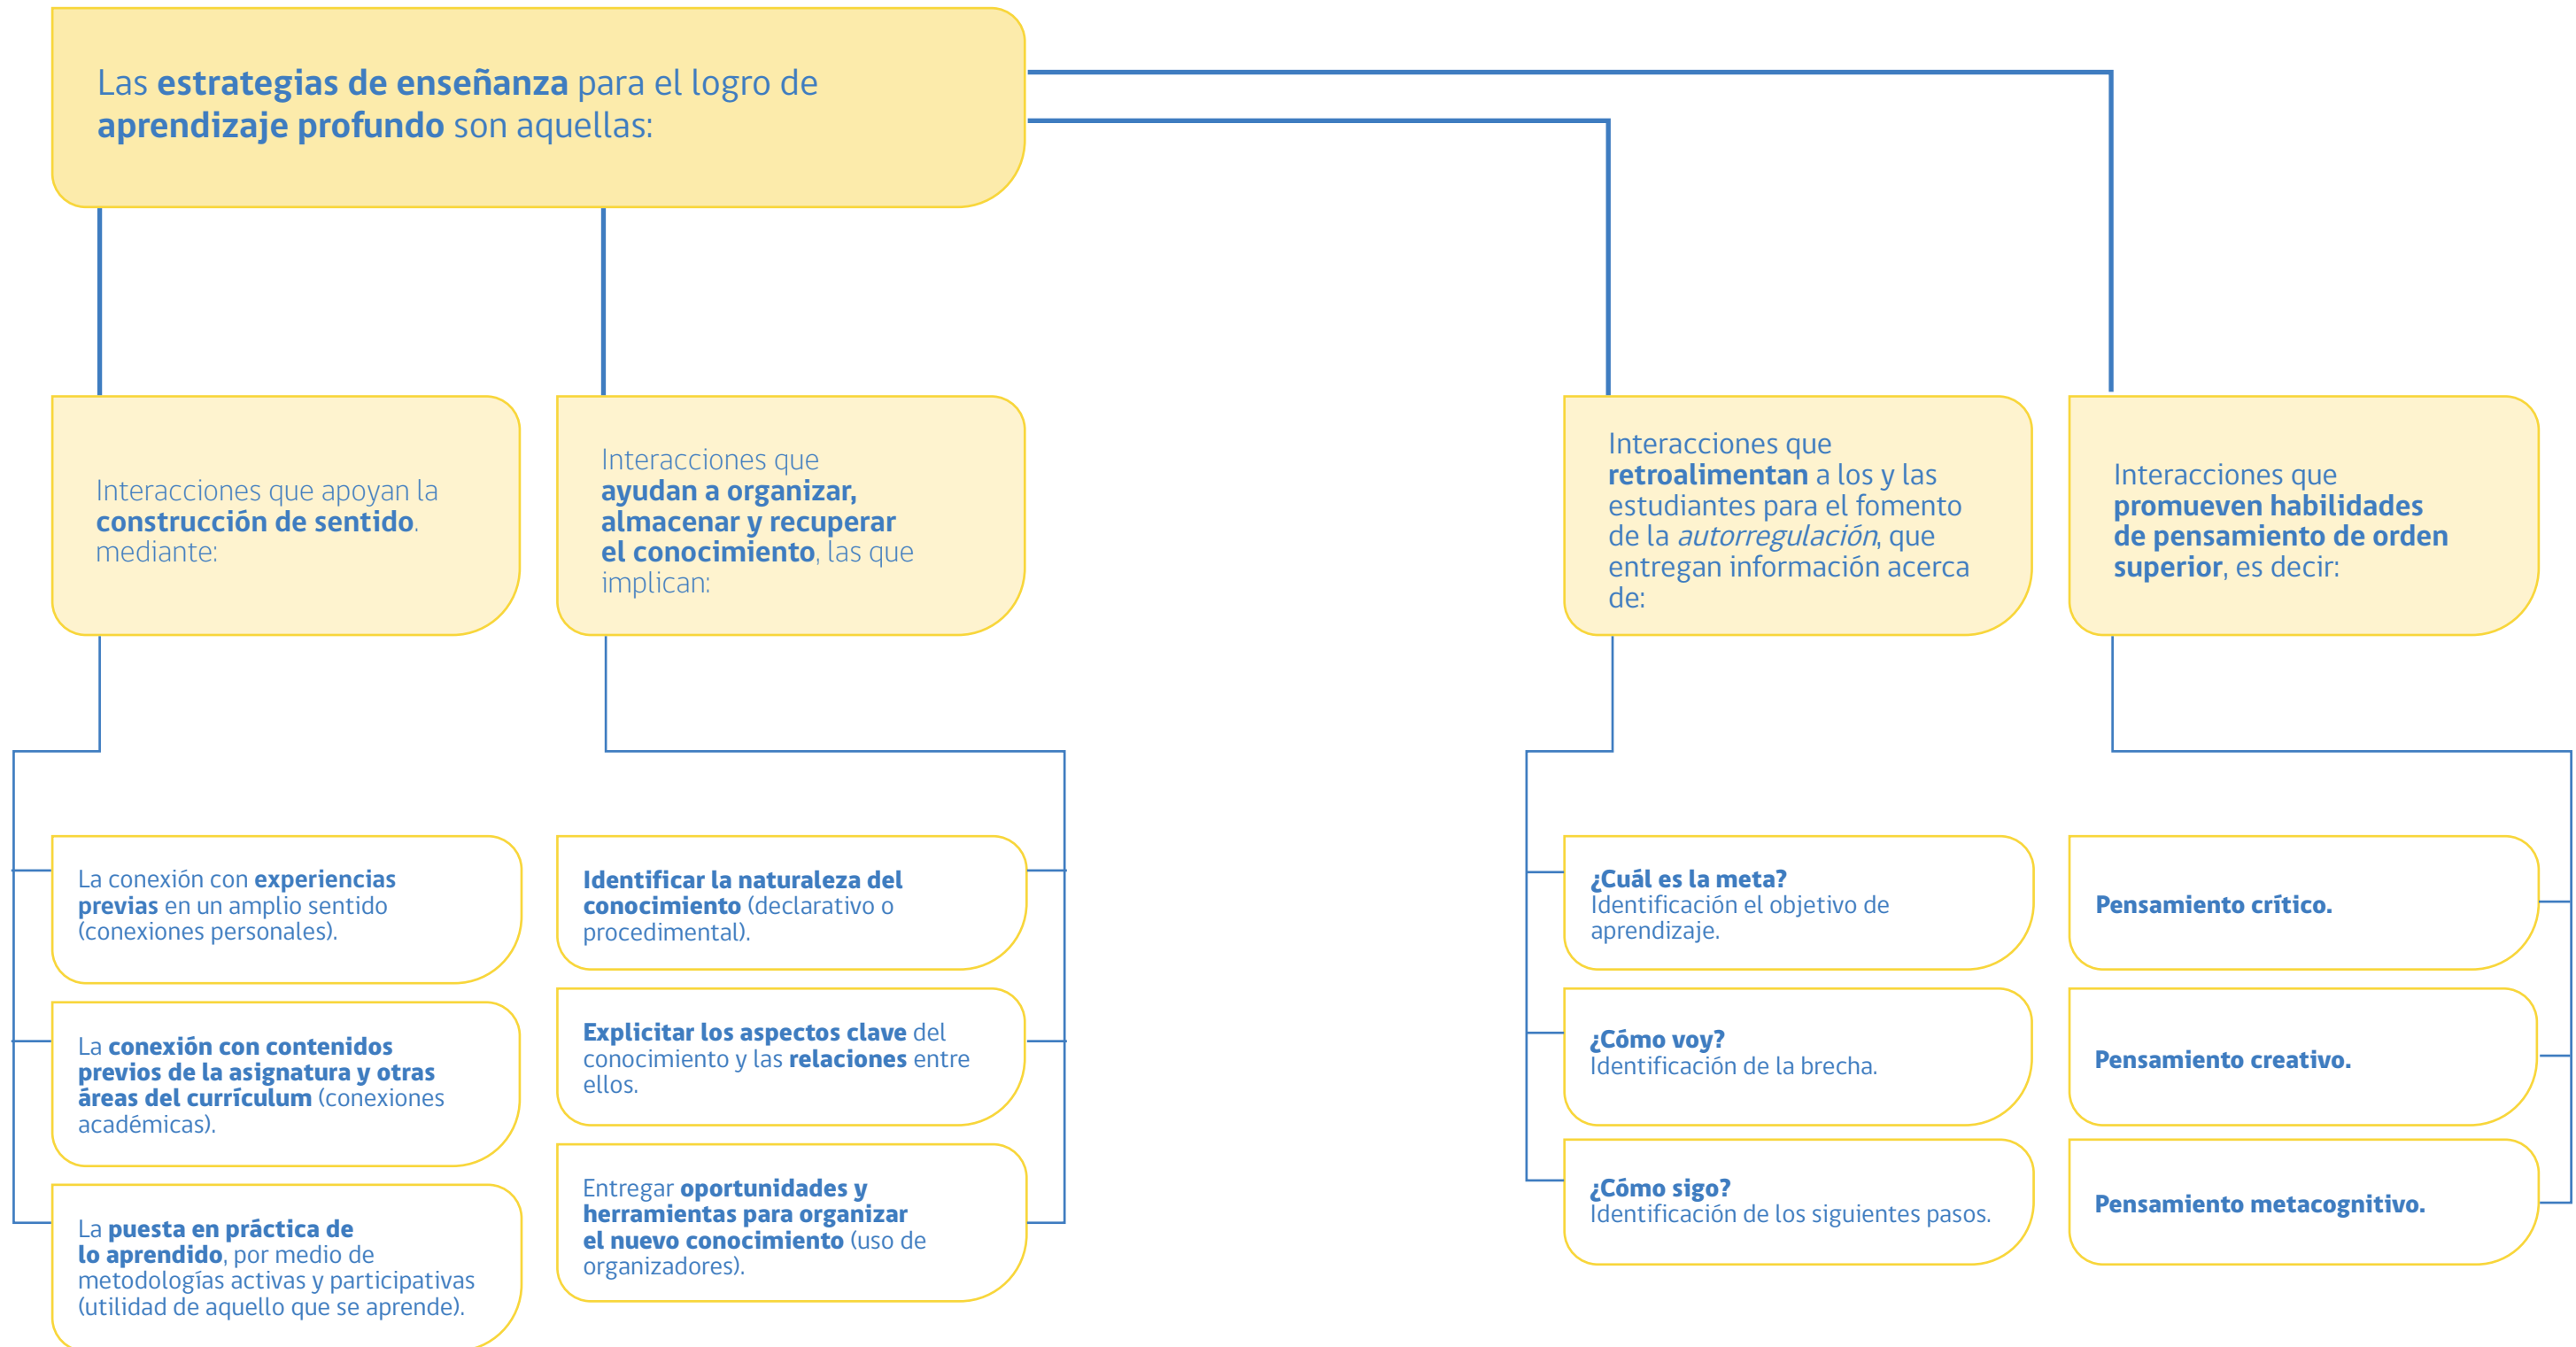 Las estrategias de enseñanza para el logro de
aprendizaje profundo son aquellas:
Interacciones que apoyan la
construcción de sentido.
mediante:
Interacciones que
ayudan a organizar,
almacenar y recuperar
el conocimiento, las que
implican:
Interacciones que
retroalimentan a los y las
estudiantes para el fomento
de la autorregulación, que
entregan información acerca
de:
Interacciones que
promueven habilidades
de pensamiento de orden
superior, es decir:
La conexión con experiencias
previas en un amplio sentido
(conexiones personales).
La conexión con contenidos
previos de la asignatura y otras
áreas del currículum (conexiones
académicas).
La puesta en práctica de
lo aprendido, por medio de
metodologías activas y participativas
(utilidad de aquello que se aprende).
Identificar la naturaleza del
conocimiento (declarativo o
procedimental).
Explicitar los aspectos clave del
conocimiento y las relaciones entre
ellos.
Entregar oportunidades y
herramientas para organizar
el nuevo conocimiento (uso de
organizadores).
¿Cuál es la meta?
Identificación el objetivo de
aprendizaje.
¿Cómo voy?
Identificación de la brecha.
¿Cómo sigo?
Identificación de los siguientes pasos.
Pensamiento crítico.
Pensamiento creativo.
Pensamiento metacognitivo.